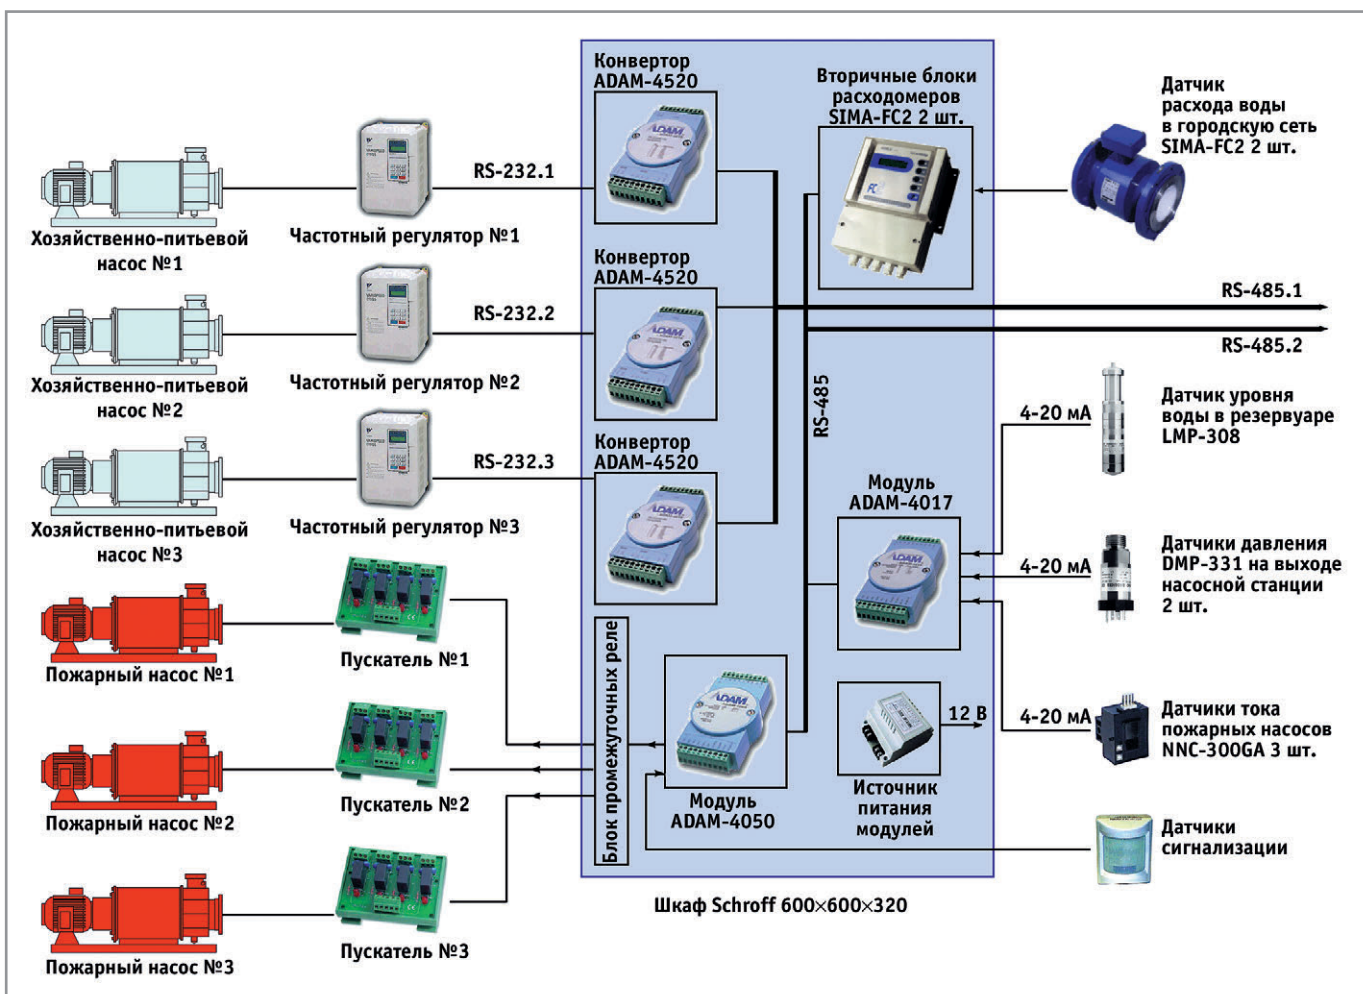 Конвертор
ADAM-4520
Вторичные блоки
расходомеров
SIMA-FC2 2 шт.
Датчик
расхода воды
в городскую сеть
SIMA-FC2 2 шт.
ADAM
RS-232.1
Хозяйственно-питьевой
насос №1
Частотный регулятор №1
Конвертор
ADAM-4520
RS-485.1
RS-232.2
ADAM
RS-485.2
Хозяйственно-питьевой
насос №2
Частотный регулятор №2
RS-485
4-20 мА
Датчик уровня
воды в резервуаре
LMP-308
Конвертор
ADAM-4520
RS-232.3
ADAM
Модуль
ADAM-4017
Хозяйственно-питьевой
насос №3
Частотный регулятор №3
ADAM
4-20 мА
Датчики давления
DMP-331 на выходе
насосной станции
2 шт.
Пожарный насос №1
Пускатель №1
Блок промежуточных реле
ADAM
12 В
4-20 мА
Датчики тока
пожарных насосов
NNC-300GA 3 шт.
Пожарный насос №2
Пускатель №2
Модуль
ADAM-4050
Источник
питания
модулей
Датчики
сигнализации
Шкаф Schroff 600×600×320
Пожарный насос №3
Пускатель №3